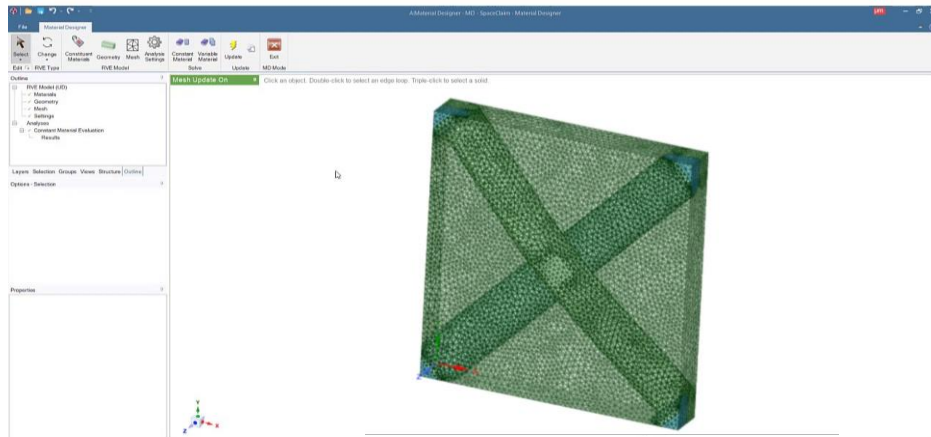 A:Material Designer - MD - SpaceClaim - Material Designer
File Material Designer
Select Change Constituent Materials Geometry Mesh Analysis Settings Constant Material Variable Material Update Exit
Edit RVE Type RVE Model Solve Update MD Mode
Outline
Mesh Update On
Click an object. Double-click to select an edge loop. Triple-click to select a solid.
RVE Model (UD)
Materials
Geometry
Mesh
Settings
Analyses
Constant Material Evaluation
Results
Layers Selection Groups Views Structure Outline
Options - Selection
Properties
Z
Y
X
Z